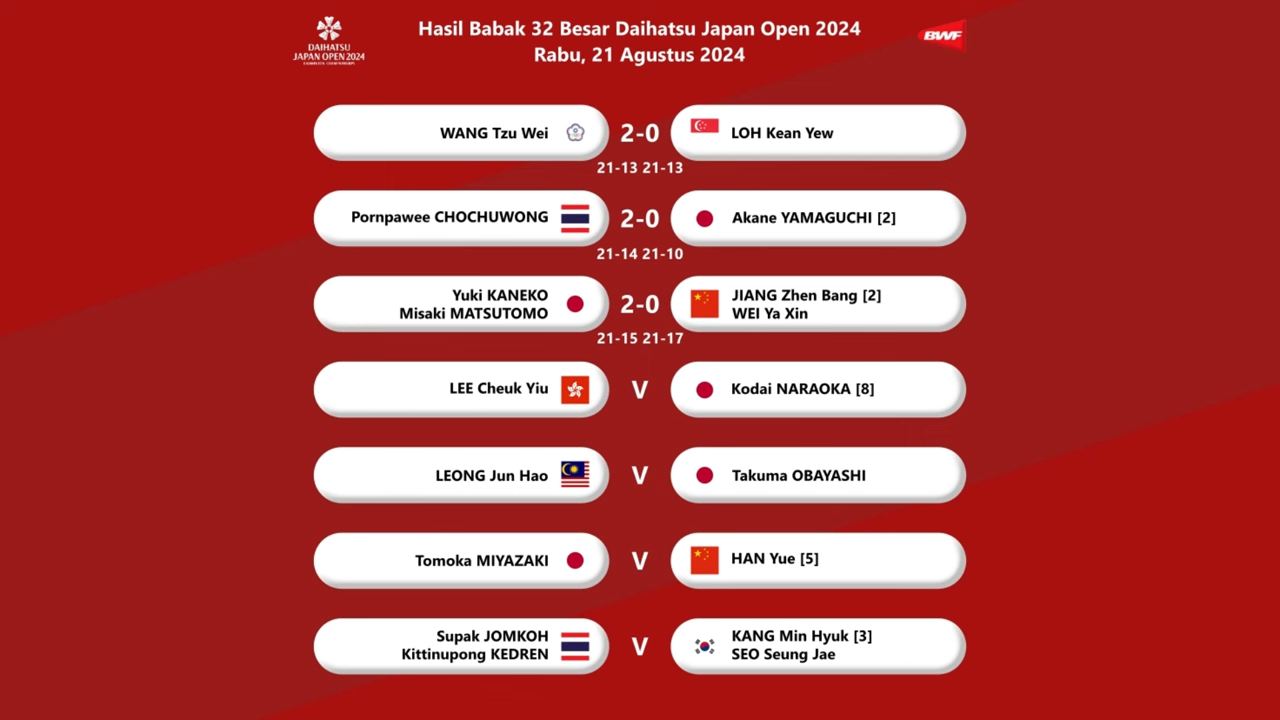 DAIHATSU
JAPAN OPEN 2024
Hasil Babak 32 Besar Daihatsu Japan Open 2024
Rabu, 21 Agustus 2024
BWF
WANG Tzu Wei 2-0 LOH Kean Yew
21-13 21-13
Pornpawee CHOCHUWONG 2-0 Akane YAMAGUCHI [2]
21-14 21-10
Yuki KANEKO
Misaki MATSUTOMO
2-0
JIANG Zhen Bang [2]
WEI Ya Xin
21-15 21-17
LEE Cheuk Yiu V Kodai NARAOKA [8]
LEONG Jun Hao V Takuma OBAYASHI
Tomoka MIYAZAKI V HAN Yue [5]
Supak JOMKOH
Kittinupong KEDREN
V
KANG Min Hyuk [3]
SEO Seung Jae